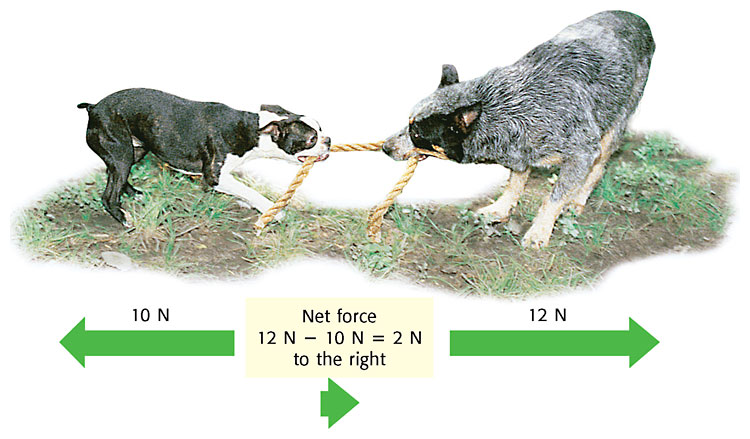 10 N
Net force
12 N − 10 N = 2 N
to the right
12 N